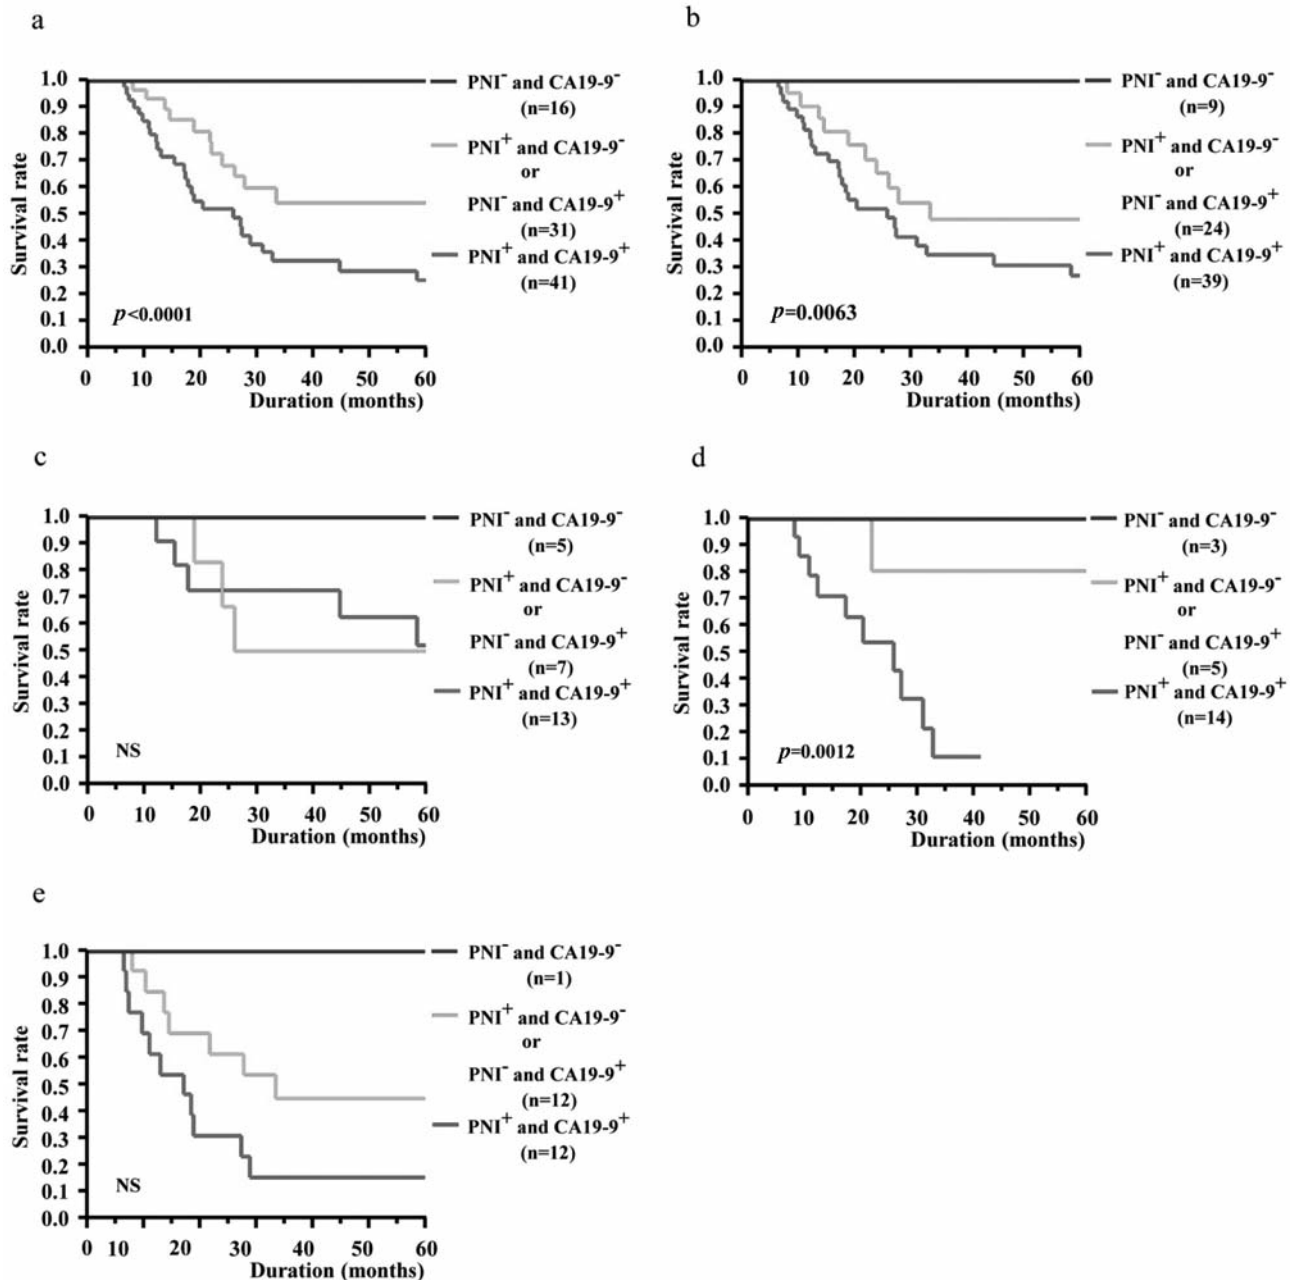 a
1.0
0.9
0.8
0.7
0.6
0.5
0.4
0.3
0.2
0.1
0.0
Survival rate
p<0.0001
0 10 20 30 40 50 60
Duration (months)
PNI⁻ and CA19-9⁻
(n=16)
PNI⁺ and CA19-9⁻
or
PNI⁻ and CA19-9⁺
(n=31)
PNI⁺ and CA19-9⁺
(n=41)
b
1.0
0.9
0.8
0.7
0.6
0.5
0.4
0.3
0.2
0.1
0.0
Survival rate
p=0.0063
0 10 20 30 40 50 60
Duration (months)
PNI⁻ and CA19-9⁻
(n=9)
PNI⁺ and CA19-9⁻
or
PNI⁻ and CA19-9⁺
(n=24)
PNI⁺ and CA19-9⁺
(n=39)
c
1.0
0.9
0.8
0.7
0.6
0.5
0.4
0.3
0.2
0.1
0.0
Survival rate
NS
0 10 20 30 40 50 60
Duration (months)
PNI⁻ and CA19-9⁻
(n=5)
PNI⁺ and CA19-9⁻
or
PNI⁻ and CA19-9⁺
(n=7)
PNI⁺ and CA19-9⁺
(n=13)
d
1.0
0.9
0.8
0.7
0.6
0.5
0.4
0.3
0.2
0.1
0.0
Survival rate
p=0.0012
0 10 20 30 40 50 60
Duration (months)
PNI⁻ and CA19-9⁻
(n=3)
PNI⁺ and CA19-9⁻
or
PNI⁻ and CA19-9⁺
(n=5)
PNI⁺ and CA19-9⁺
(n=14)
e
1.0
0.9
0.8
0.7
0.6
0.5
0.4
0.3
0.2
0.1
0.0
Survival rate
NS
0 10 20 30 40 50 60
Duration (months)
PNI⁻ and CA19-9⁻
(n=1)
PNI⁺ and CA19-9⁻
or
PNI⁻ and CA19-9⁺
(n=12)
PNI⁺ and CA19-9⁺
(n=12)